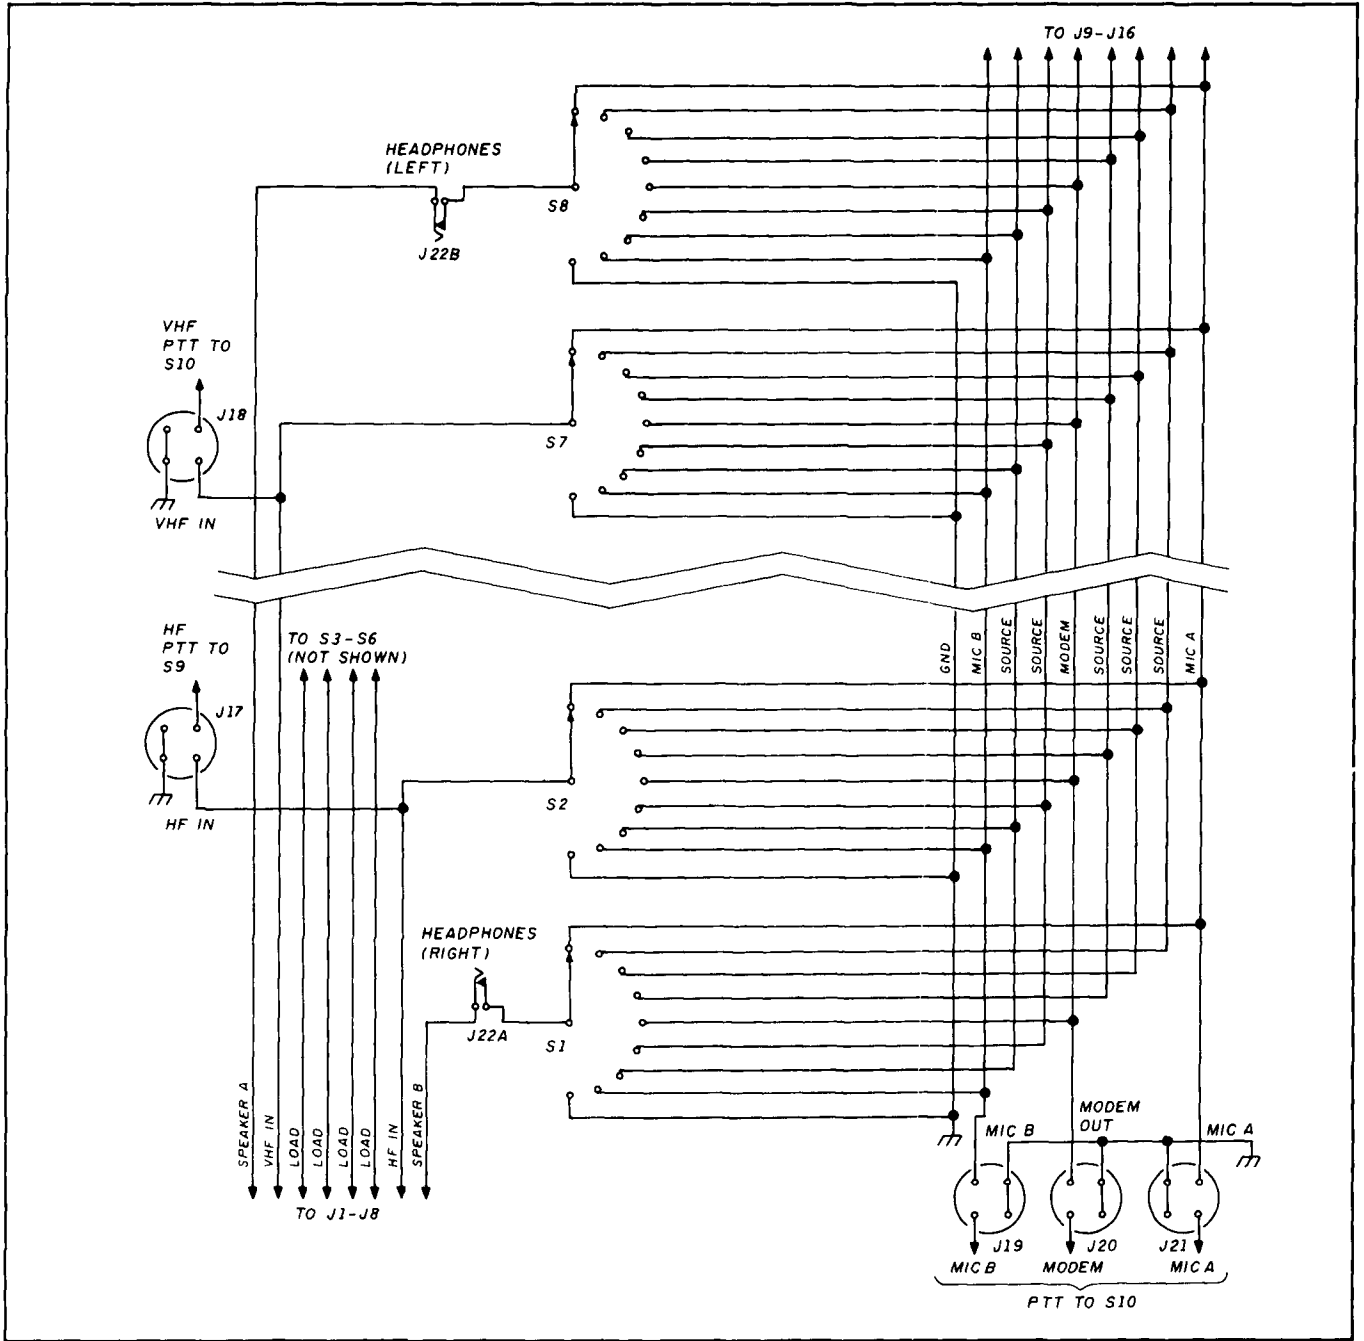 TO J9-J16
HEADPHONES
(LEFT)
S8
J22B
VHF
PTT TO
S10
J18
S7
VHF IN
HF
PTT TO
S9
TO S3-S6
(NOT SHOWN)
GND
MIC B
SOURCE
SOURCE
MODEM
SOURCE
SOURCE
SOURCE
MIC A
J17
S2
HF IN
HEADPHONES
(RIGHT)
J22A
S1
SPEAKER A
VHF IN
LOAD
LOAD
LOAD
LOAD
HF IN
SPEAKER B
MIC B
MODEM
OUT
MIC A
TO J1-J8
J19
J20
J21
MIC B
MODEM
MIC A
PTT TO S10